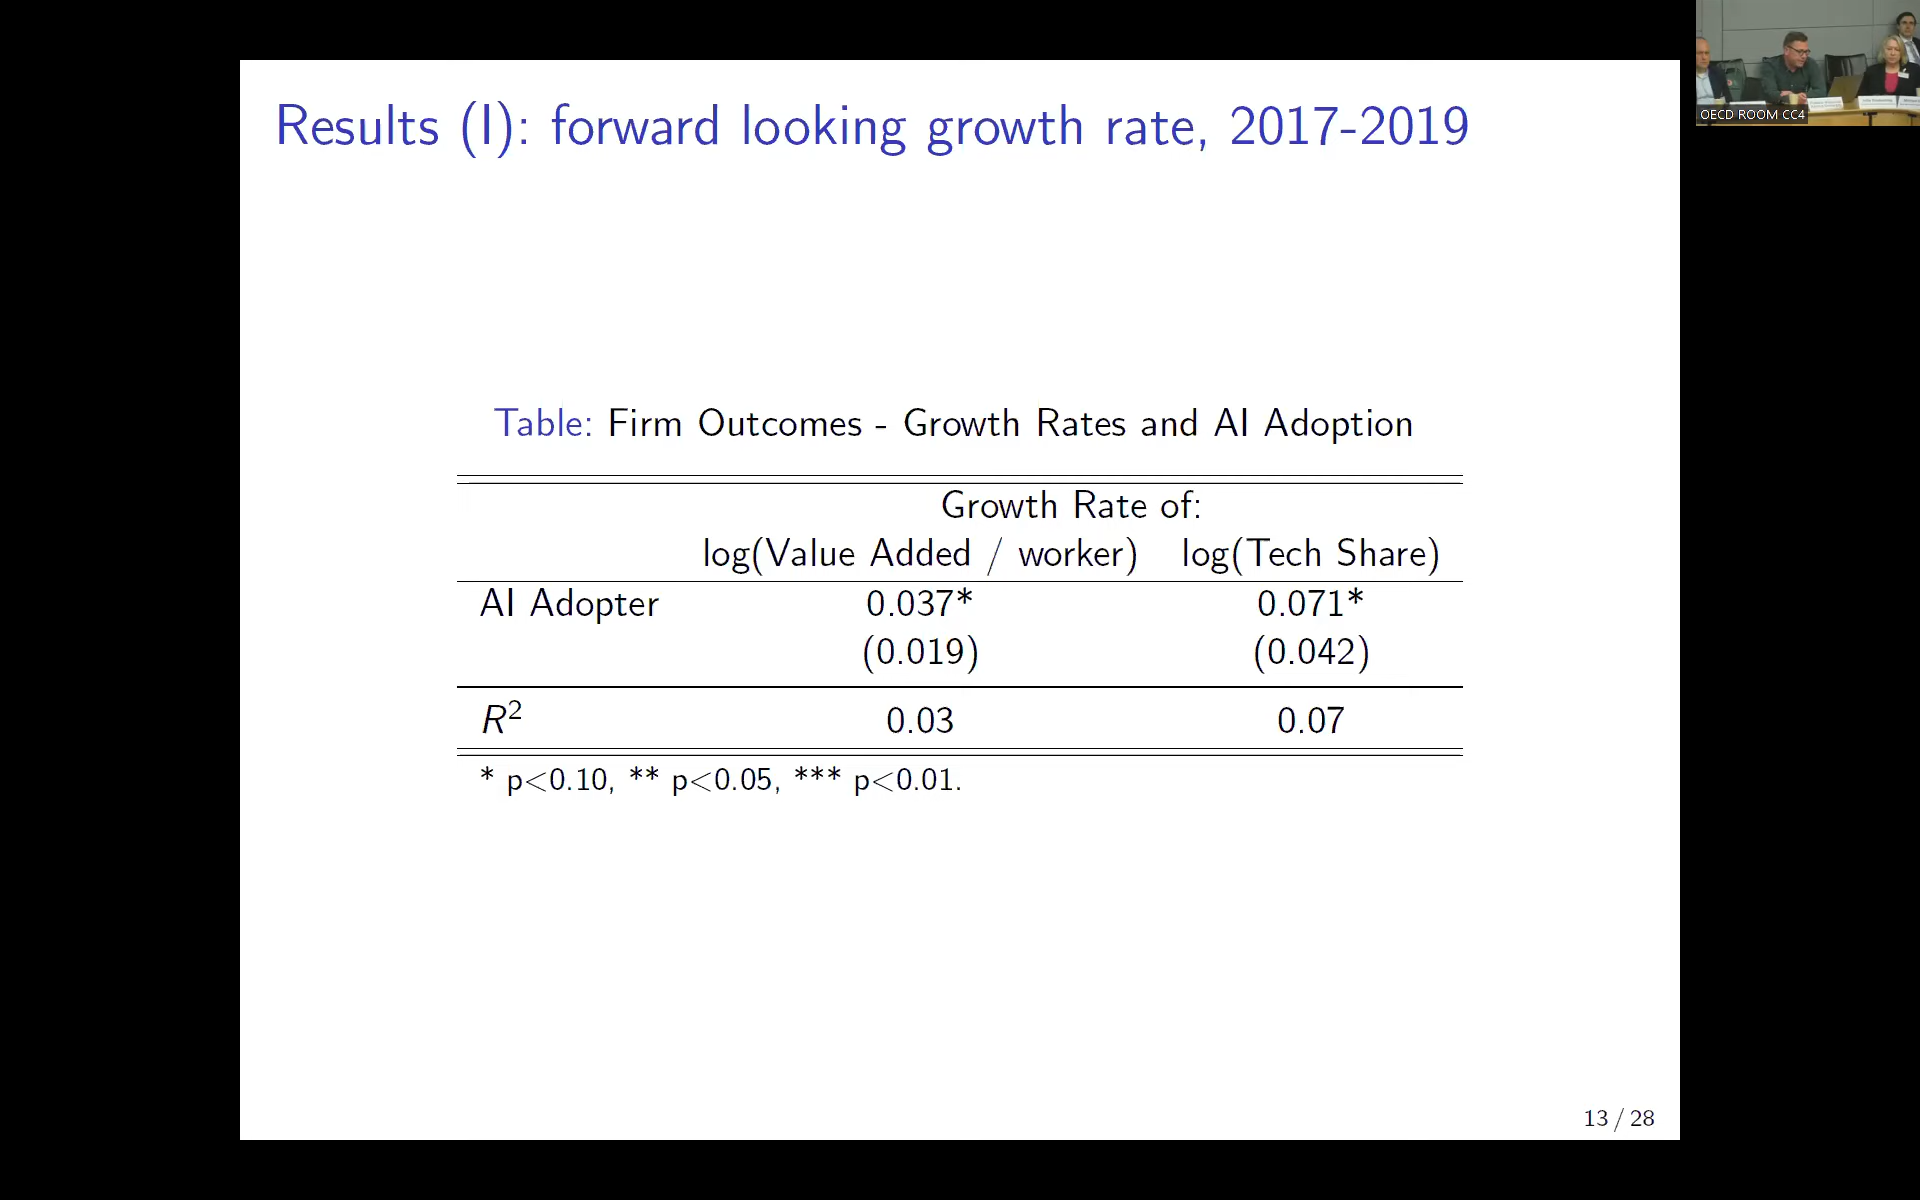 Results (I): forward looking growth rate, 2017-2019
OECD ROOM CC4
Table: Firm Outcomes - Growth Rates and AI Adoption
Growth Rate of:
log(Value Added / worker) log(Tech Share)
AI Adopter 0.037* 0.071*
(0.019) (0.042)
R² 0.03 0.07
* p<0.10, ** p<0.05, *** p<0.01.
13 / 28